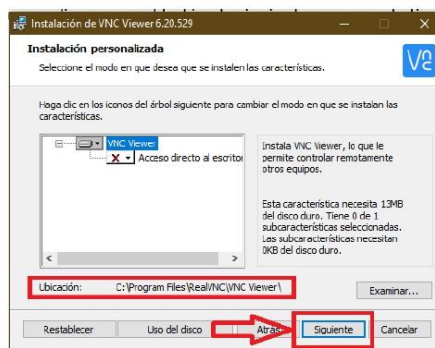 Instalación de VNC Viewer 6.20.529
Instalación personalizada
Seleccione el modo en que desea que se instalen las características.
Haga clic en los iconos del árbol siguiente para cambiar el modo en que se instalan las
características.
VNC Viewer
Acceso directo al escritor
Instala VNC Viewer, lo que le
permite controlar remotamente
otros equipos.
Esta característica necesita 13MB
del disco duro. Tiene 0 de 1
subcaracterísticas seleccionadas.
Las subcaracterísticas necesitan
0KB del disco duro.
Ubicación: C:\Program Files\RealVNC\VNC Viewer\
Examinar...
Restablecer Uso del disco Atrás Siguiente Cancelar